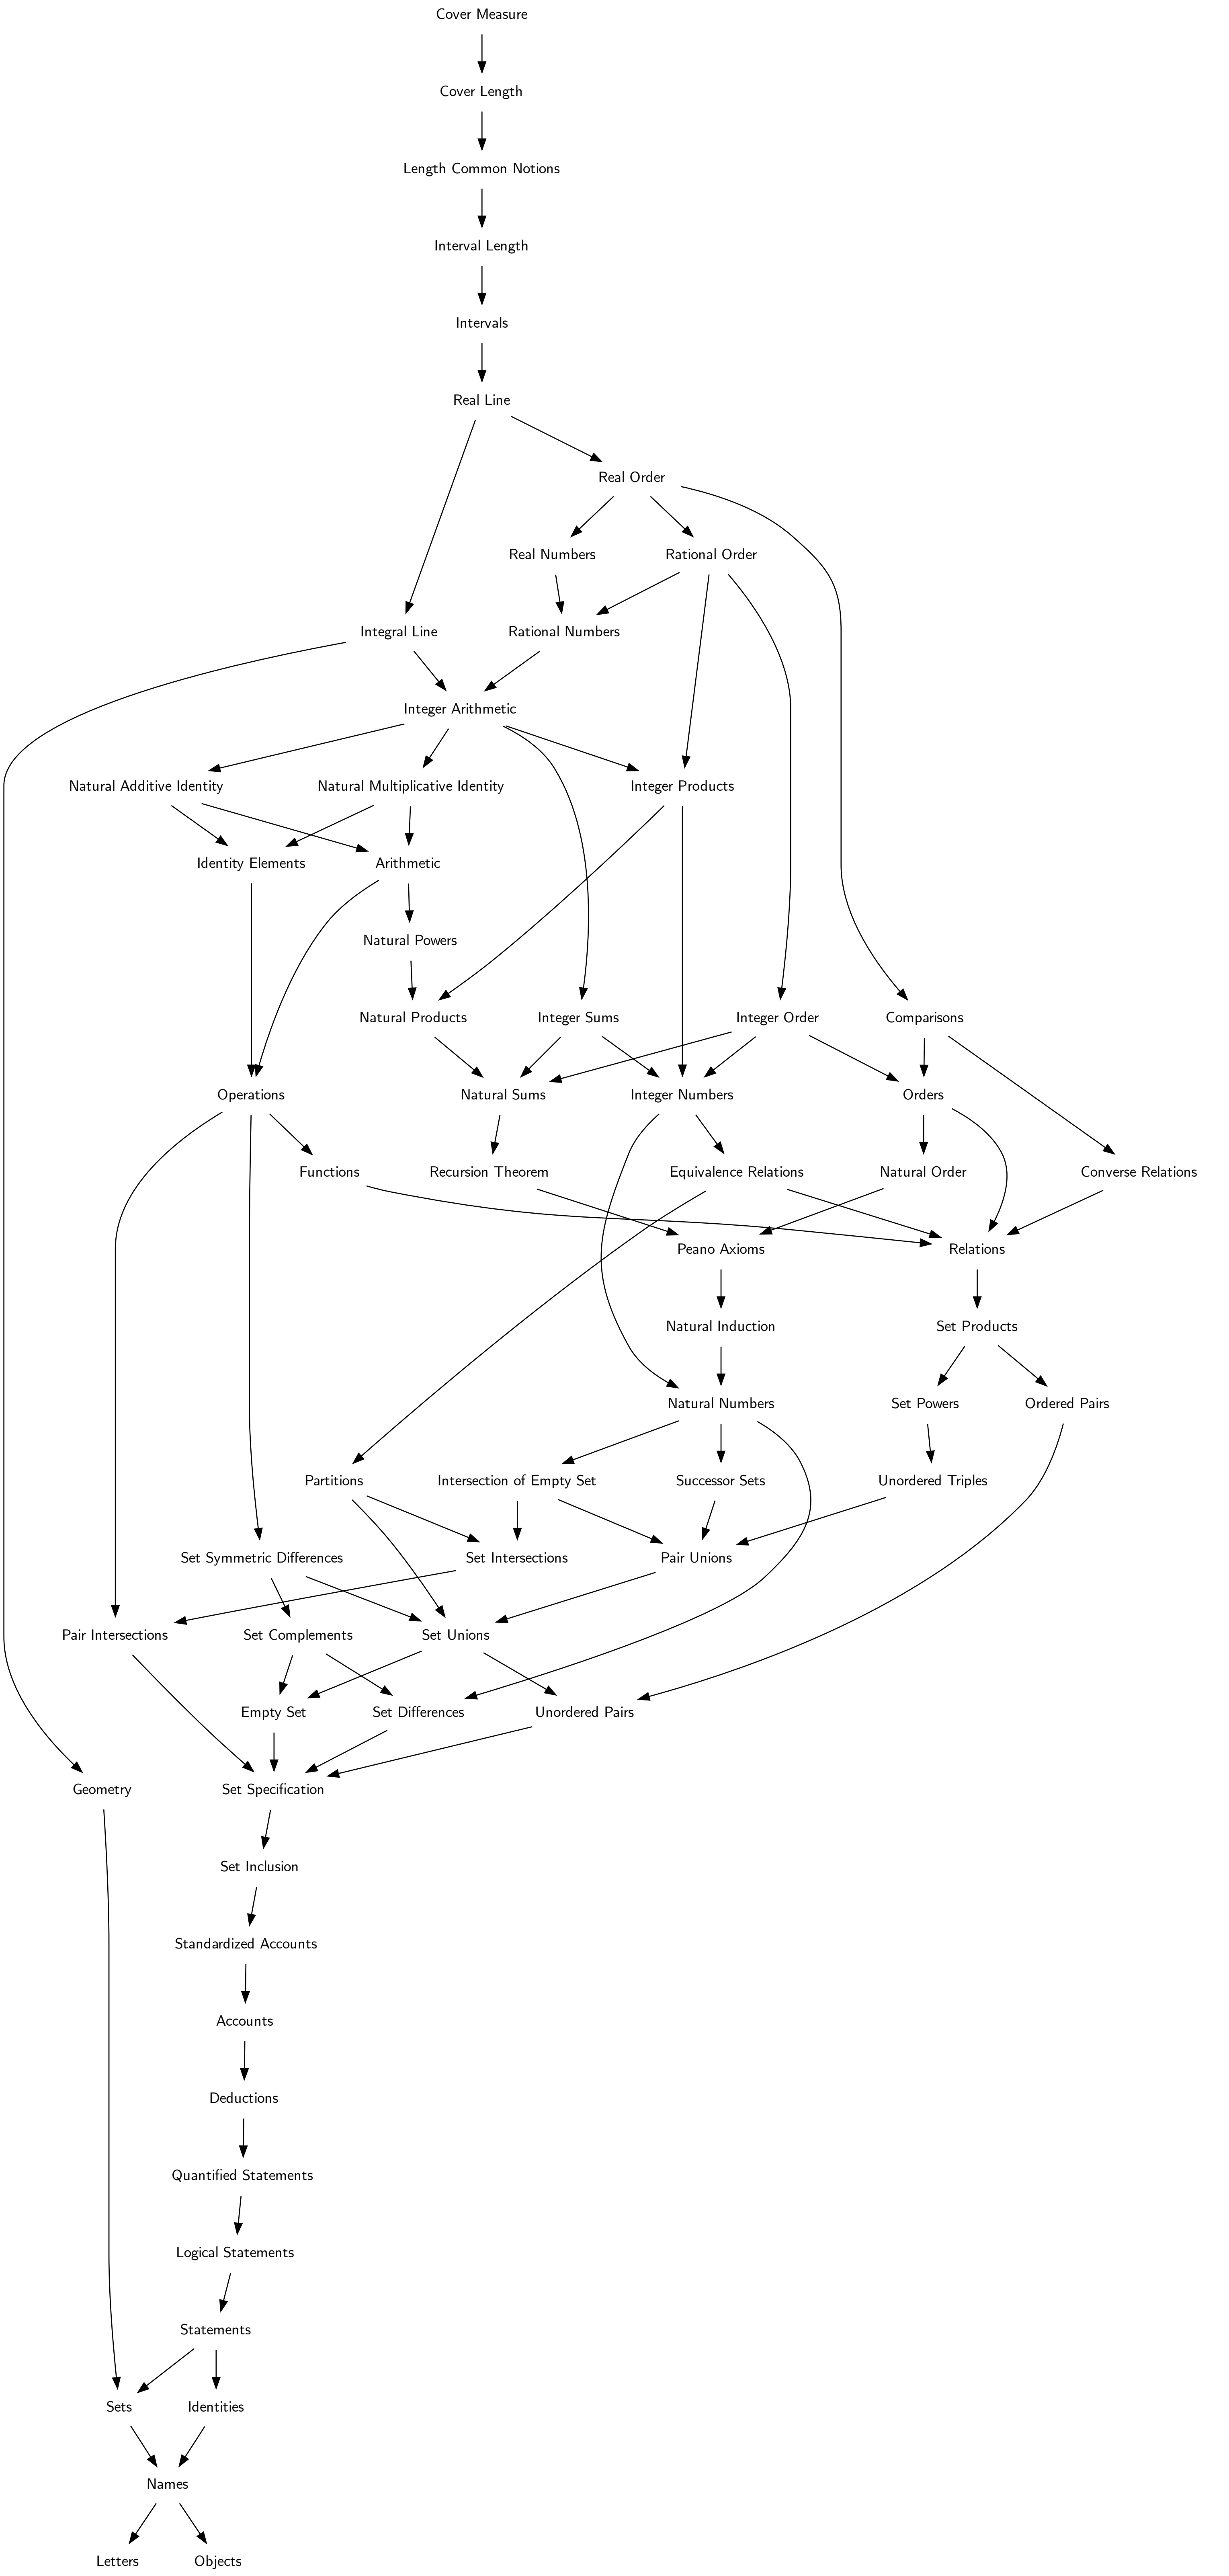 Cover Measure
Cover Length
Length Common Notions
Interval Length
Intervals
Real Line
Real Order
Real Numbers
Rational Order
Integral Line
Rational Numbers
Integer Arithmetic
Natural Additive Identity
Natural Multiplicative Identity
Integer Products
Identity Elements
Arithmetic
Natural Powers
Natural Products
Integer Sums
Integer Order
Comparisons
Operations
Natural Sums
Integer Numbers
Orders
Functions
Recursion Theorem
Equivalence Relations
Natural Order
Converse Relations
Peano Axioms
Relations
Natural Induction
Set Products
Natural Numbers
Set Powers
Ordered Pairs
Partitions
Intersection of Empty Set
Successor Sets
Unordered Triples
Set Symmetric Differences
Set Intersections
Pair Unions
Pair Intersections
Set Complements
Set Unions
Empty Set
Set Differences
Unordered Pairs
Geometry
Set Specification
Set Inclusion
Standardized Accounts
Accounts
Deductions
Quantified Statements
Logical Statements
Statements
Sets
Identities
Names
Letters
Objects